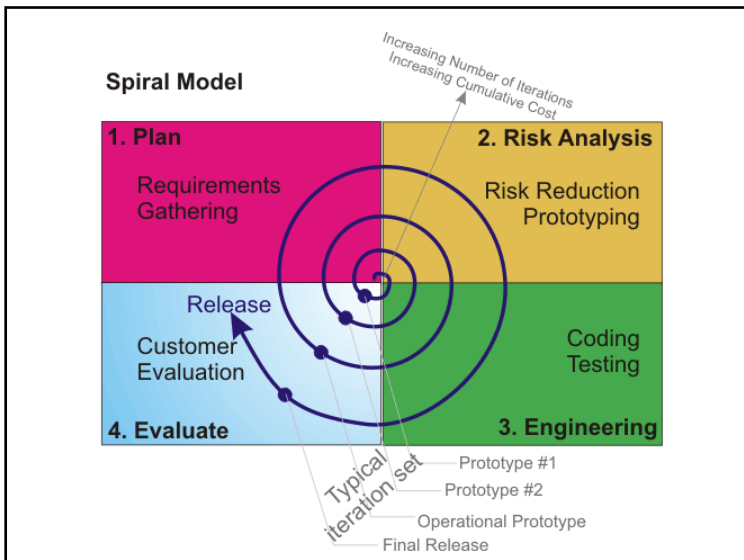 Spiral Model
Increasing Number of Iterations
Increasing Cumulative Cost
1. Plan
Requirements
Gathering
2. Risk Analysis
Risk Reduction
Prototyping
Release
Customer
Evaluation
4. Evaluate
Coding
Testing
3. Engineering
Typical
iteration set
Prototype #1
Prototype #2
Operational Prototype
Final Release